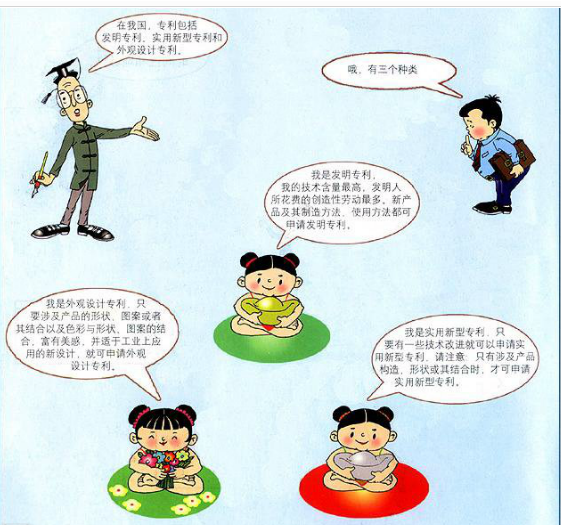 在我国，专利包括
发明专利、实用新型专利和
外观设计专利。
哦，有三个种类
我是发明专利，
我的技术含量最高，发明人
所花费的创造性劳动最多。新产
品及其制造方法、使用方法都可
申请发明专利。
我是外观设计专利，只
要涉及产品的形状、图案或者
其结合以及色彩与形状、图案的结
合，富有美感，并适于工业上应
用的新设计，就可申请外观
设计专利。
我是实用新型专利，只
要有一些技术改进就可以申请实
用新型专利，请注意：只有涉及产品
构造、形状或其结合时，才可申请
实用新型专利。